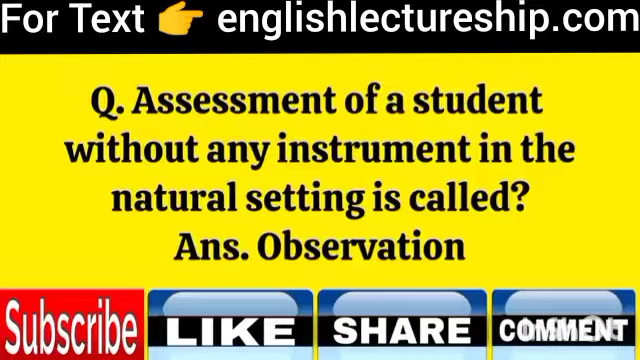 For Text 👉 englishlectureship.com
Q. Assessment of a student
without any instrument in the
natural setting is called?
Ans. Observation
Subscribe LIKE SHARE COMMENT